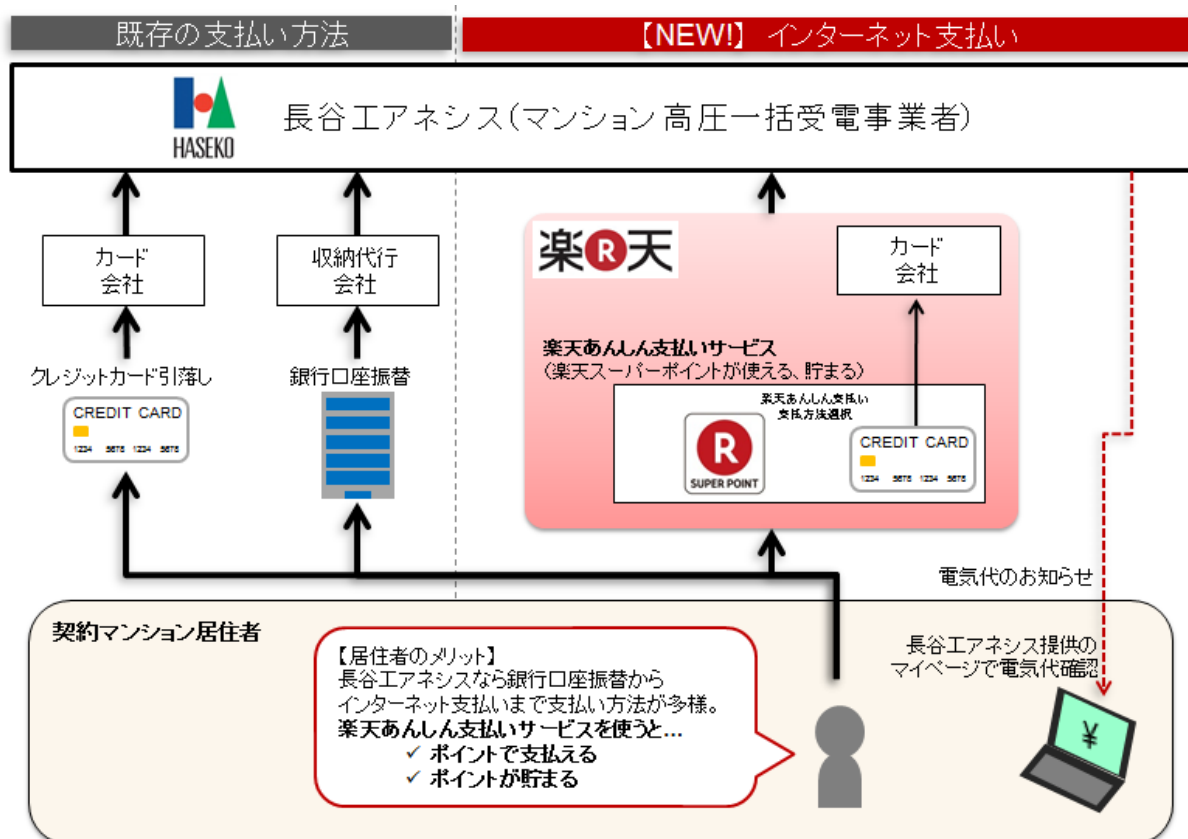 既存の支払い方法
【NEW!】 インターネット支払い
HASEKO
長谷工アネシス(マンション高圧一括受電事業者)
カード
会社
収納代行
会社
楽R天
カード
会社
楽天あんしん支払いサービス
(楽天スーパーポイントが使える、貯まる)
クレジットカード引落し
銀行口座振替
楽天あんしん支払い
支払方法選択
CREDIT CARD
1234 5678 1234 5678
R
SUPER POINT
CREDIT CARD
1234 5678 1234 5678
電気代のお知らせ
契約マンション居住者
長谷工アネシス提供の
マイページで電気代確認
【居住者のメリット】
長谷工アネシスなら銀行口座振替から
インターネット支払いまで支払い方法が多様。
楽天あんしん支払いサービスを使うと…
✓ ポイントで支払える
✓ ポイントが貯まる
¥